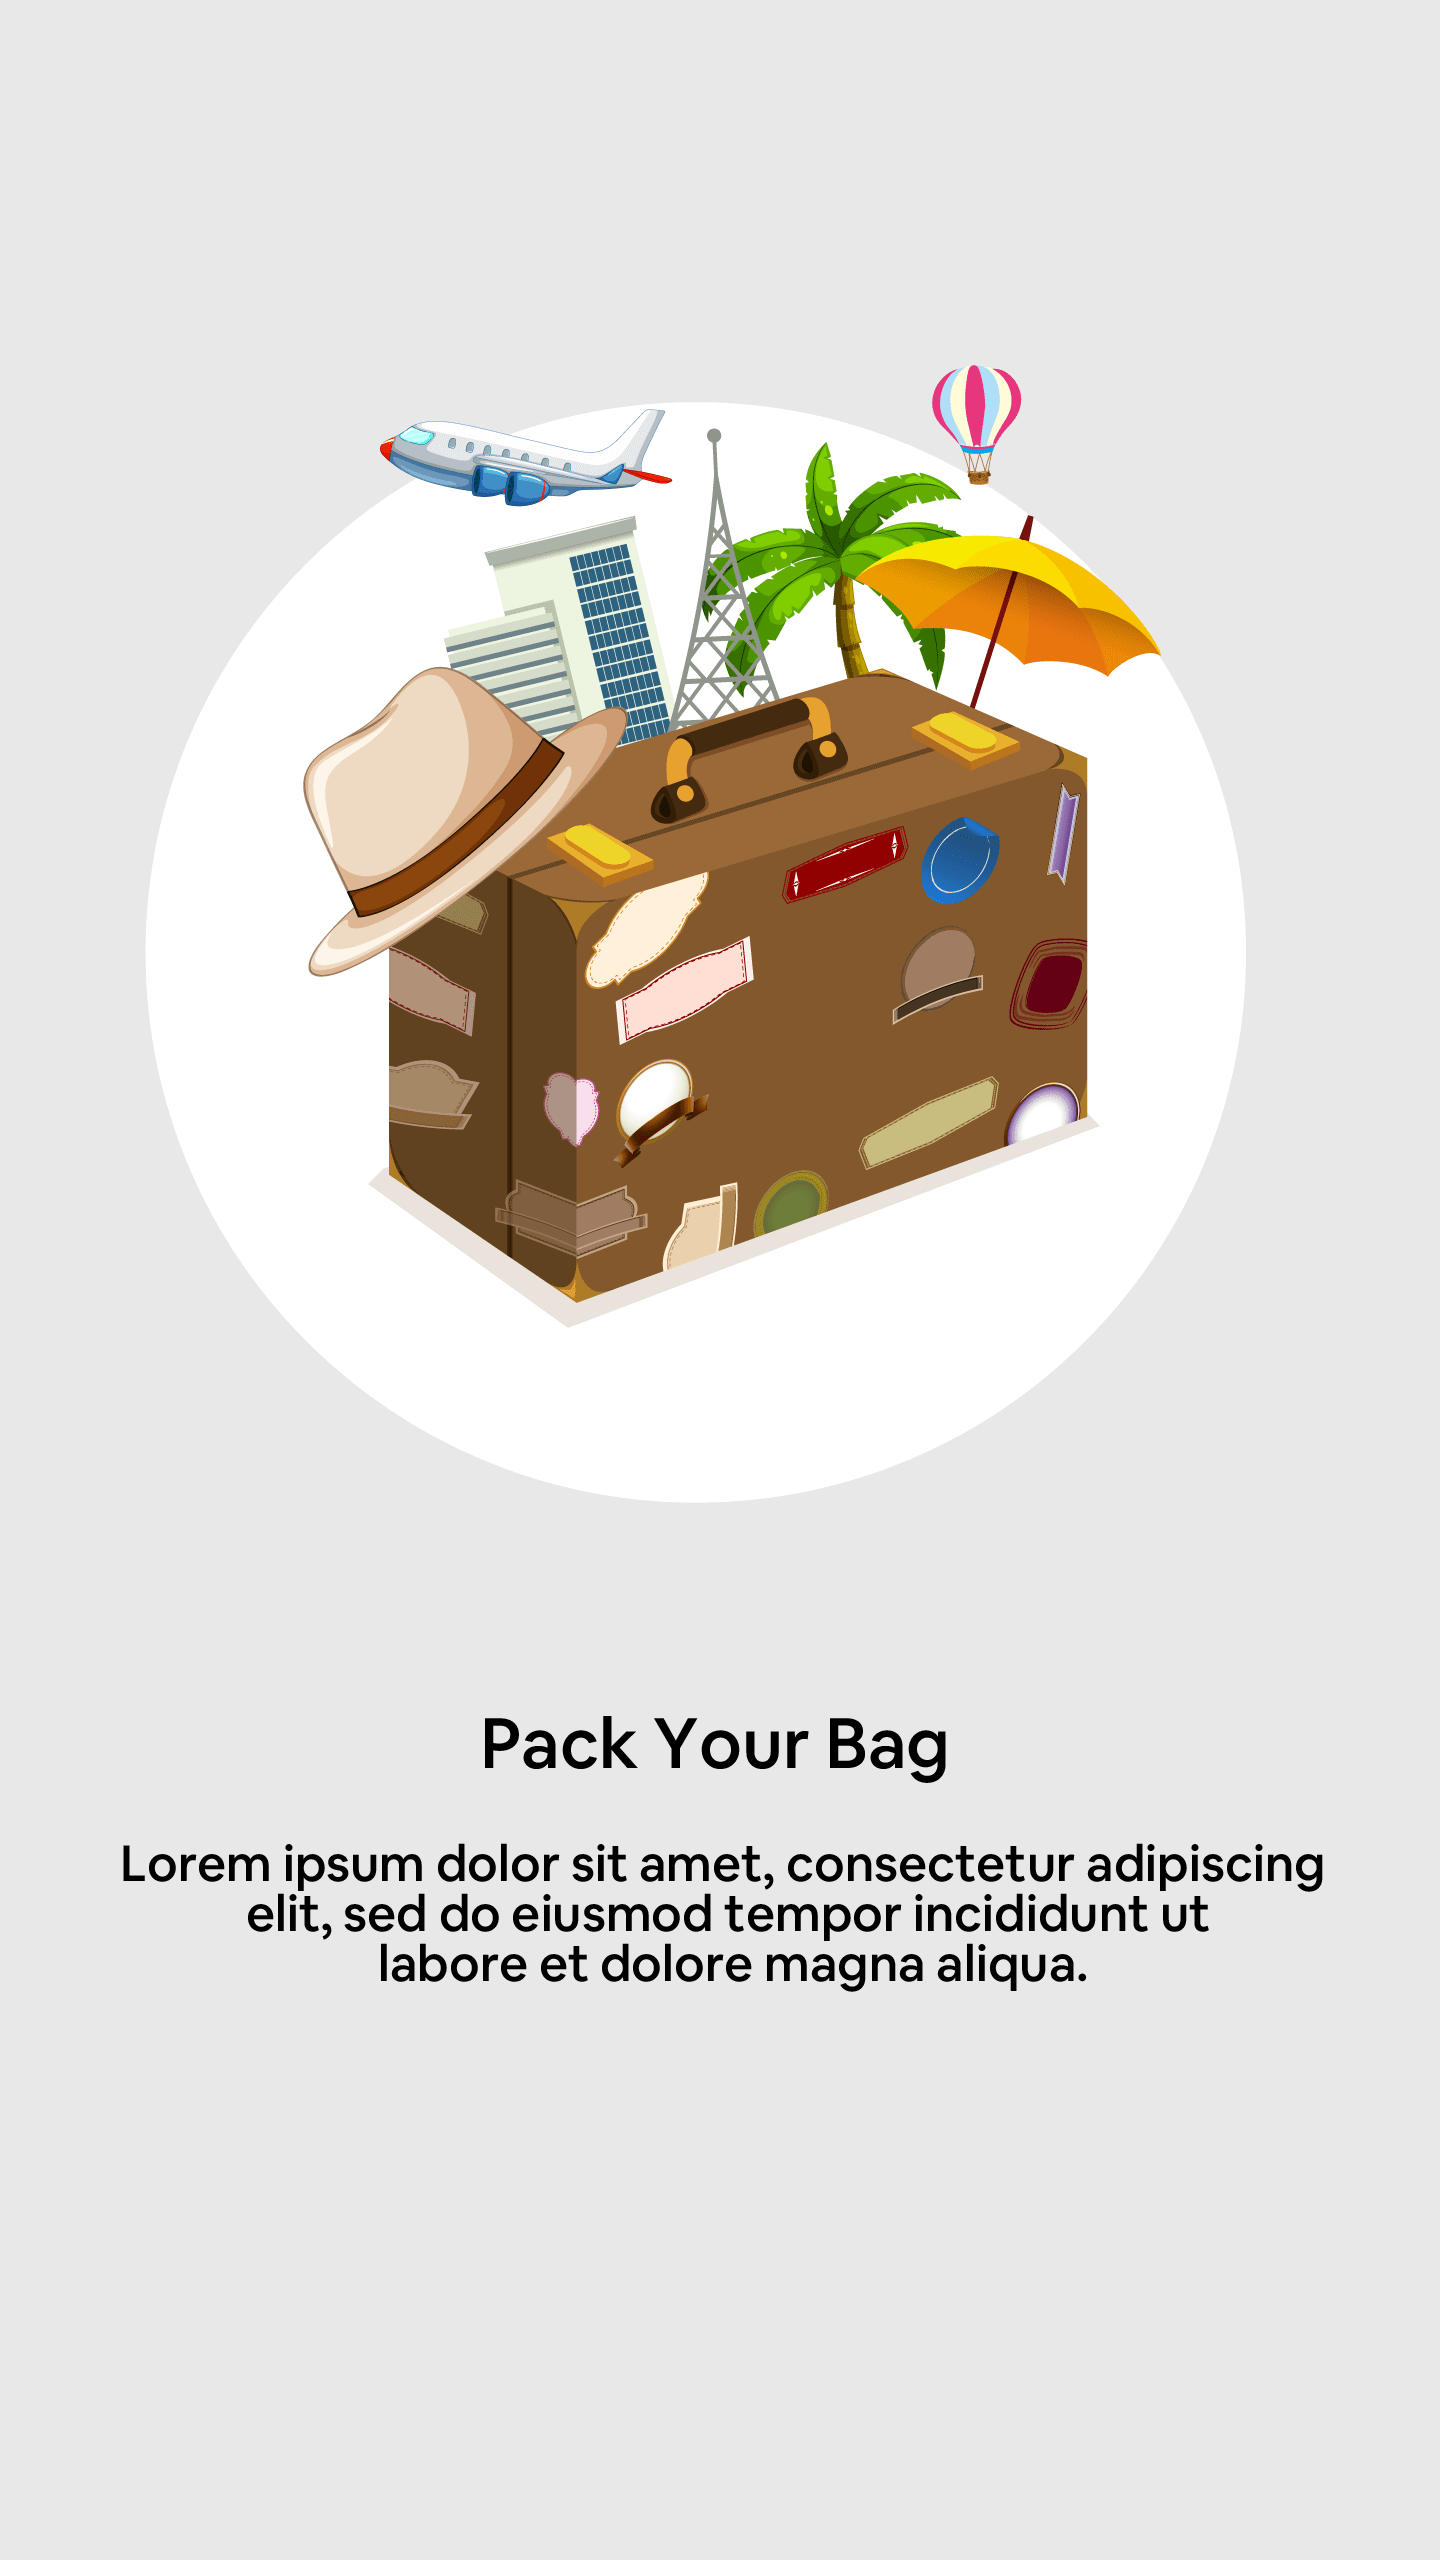 Pack Your Bag
Lorem ipsum dolor sit amet, consectetur adipiscing
elit, sed do eiusmod tempor incididunt ut
labore et dolore magna aliqua.